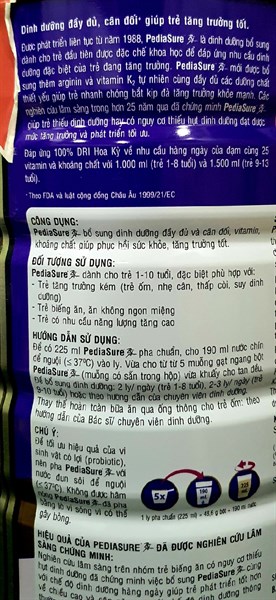 Dinh dưỡng đầy đủ, cân đối* giúp trẻ tăng trưởng tốt.
Được phát triển liên tục từ năm 1988, PediaSure là dinh dưỡng bổ sung
dành cho trẻ đầu tiên được đặc chế khoa học để đáp ứng nhu cầu dinh
dưỡng đặc biệt của trẻ đang tăng trưởng. PediaSure mới được bổ
sung thêm arginin và vitamin K₂ tự nhiên cùng đầy đủ các dưỡng chất
thiết yếu giúp trẻ nhanh chóng bắt kịp đà tăng trưởng khỏe mạnh. Các
nghiên cứu lâm sàng trong hơn 25 năm qua đã chứng minh PediaSure
giúp trẻ thiếu dinh dưỡng hay có nguy cơ thiếu hụt dinh dưỡng đạt được
mức tăng trưởng và phát triển tối ưu.
Đáp ứng 100% DRI Hoa Kỳ về nhu cầu hàng ngày của đạm cùng 25
vitamin và khoáng chất với 1.000 ml (trẻ 1-8 tuổi) và 1.500 ml (trẻ 9-13
tuổi).
*Theo FDA và luật cộng đồng Châu Âu 1999/21/EC
CÔNG DỤNG:
PediaSure bổ sung dinh dưỡng đầy đủ và cân đối, vitamin,
khoáng chất giúp phục hồi sức khỏe, tăng trưởng tốt.
ĐỐI TƯỢNG SỬ DỤNG:
PediaSure dành cho trẻ 1-10 tuổi, đặc biệt phù hợp với:
- Trẻ tăng trưởng kém (trẻ ốm, nhẹ cân, thấp còi, suy dinh
dưỡng)
- Trẻ biếng ăn, ăn không ngon miệng
- Trẻ có nhu cầu năng lượng tăng cao
HƯỚNG DẪN SỬ DỤNG:
Để có 225 ml PediaSure pha chuẩn, cho 190 ml nước chín
để nguội (≤ 37°C) vào ly. Vừa cho từ từ 5 muỗng gạt ngang bột
PediaSure (muỗng có sẵn trong hộp) vừa khuấy cho tan đều.
Để bổ sung dinh dưỡng: 2 ly/ ngày (trẻ 1-8 tuổi), 2-3 ly/ ngày (trẻ
9-10 tuổi) hoặc theo hướng dẫn của chuyên viên dinh dưỡng.
Thay thế hoàn toàn bữa ăn qua ống thông cho trẻ ốm: theo
hướng dẫn của Bác sĩ/ chuyên viên dinh dưỡng.
CHÚ Ý:
Để tối ưu hiệu quả của vi
sinh vật có lợi (probiotic),
nên pha PediaSure với
nước đun sôi để nguội
(≤ 37°C). Không được hâm
nóng PediaSure đã pha
bằng lò vi sóng vì có thể
gây bỏng.
5x
190 ml
225 ml
1 ly pha chuẩn (225 ml) = 48,6 g bột + 190 ml nước
HIỆU QUẢ CỦA PEDIASURE ĐÃ ĐƯỢC NGHIÊN CỨU LÂM
SÀNG CHỨNG MINH:
Nghiên cứu lâm sàng trên nhóm trẻ biếng ăn có nguy cơ thiếu
hụt dinh dưỡng đã chứng minh việc bổ sung PediaSure cùng
với chế độ dinh dưỡng hàng ngày giúp trẻ phát triển tốt hơn